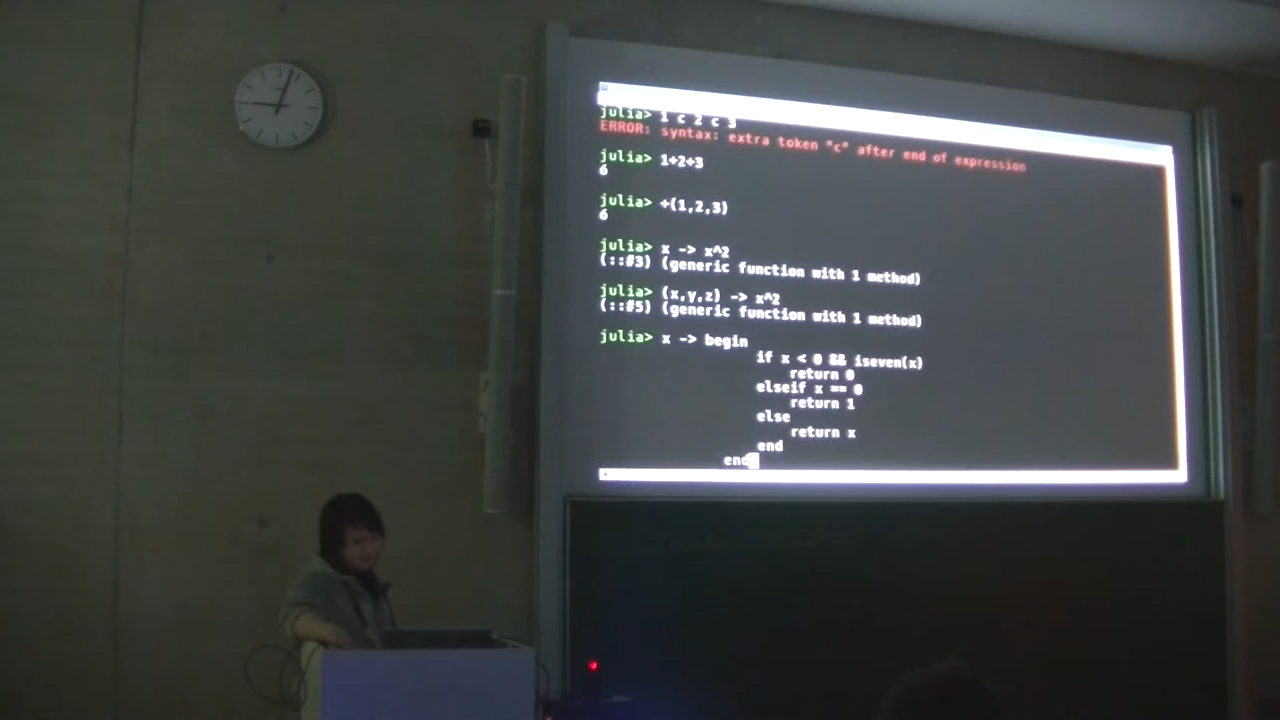 julia> 1 c 2 c 3
ERROR: syntax: extra token "c" after end of expression
julia> 1+2+3
6
julia> +(1,2,3)
6
julia> x -> x^2
(::#3) (generic function with 1 method)
julia> (x,y,z) -> x^2
(::#5) (generic function with 1 method)
julia> x -> begin
if x < 0 && iseven(x)
return 0
elseif x == 0
return 1
else
return x
end
end